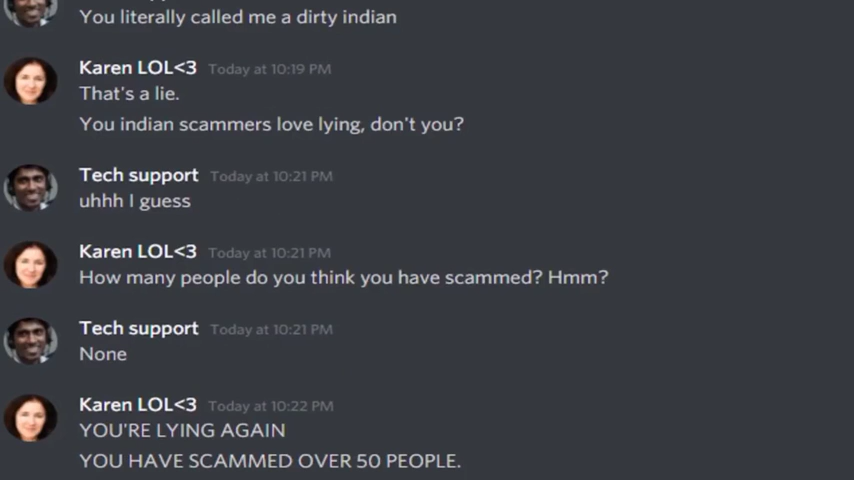 You literally called me a dirty indian
Karen LOL<3 Today at 10:19 PM
That's a lie.
You indian scammers love lying, don't you?
Tech support Today at 10:21 PM
uhhh I guess
Karen LOL<3 Today at 10:21 PM
How many people do you think you have scammed? Hmm?
Tech support Today at 10:21 PM
None
Karen LOL<3 Today at 10:22 PM
YOU'RE LYING AGAIN
YOU HAVE SCAMMED OVER 50 PEOPLE.